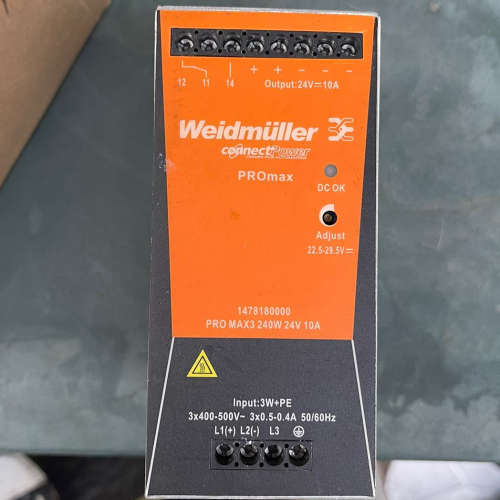 12 11 14 + + − − −
Output:24V⎓10A
Weidmüller
connectPower
PROmax
DC OK
Adjust
22.5-29.5V⎓
1478180000
PRO MAX3 240W 24V 10A
Input:3W+PE
3x400-500V~ 3x0.5-0.4A 50/60Hz
L1(+) L2(-) L3